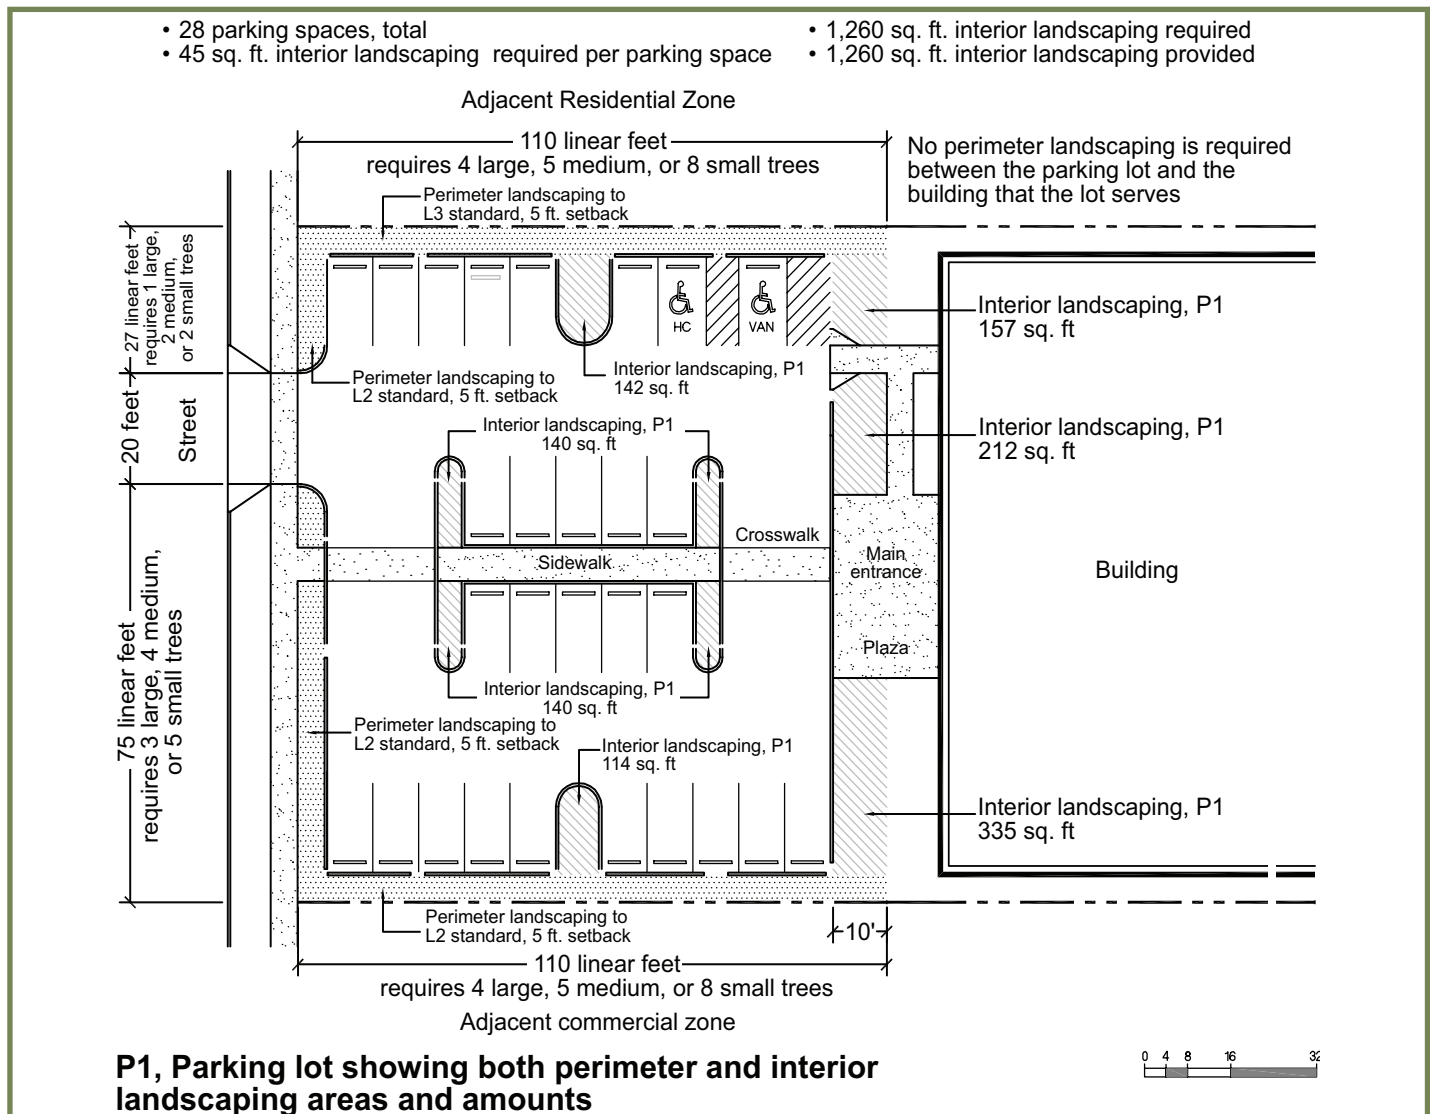 • 28 parking spaces, total
• 45 sq. ft. interior landscaping required per parking space
• 1,260 sq. ft. interior landscaping required
• 1,260 sq. ft. interior landscaping provided
Adjacent Residential Zone
110 linear feet
requires 4 large, 5 medium, or 8 small trees
No perimeter landscaping is required
between the parking lot and the
building that the lot serves
Perimeter landscaping to
L3 standard, 5 ft. setback
27 linear feet
requires 1 large,
2 medium,
or 2 small trees
HC
VAN
Interior landscaping, P1
157 sq. ft
Interior landscaping, P1
142 sq. ft
Perimeter landscaping to
L2 standard, 5 ft. setback
20 feet
Street
Interior landscaping, P1
140 sq. ft
Interior landscaping, P1
212 sq. ft
Crosswalk
Sidewalk
Main
entrance
Building
Plaza
75 linear feet
requires 3 large, 4 medium,
or 5 small trees
Interior landscaping, P1
140 sq. ft
Perimeter landscaping to
L2 standard, 5 ft. setback
Interior landscaping, P1
114 sq. ft
Interior landscaping, P1
335 sq. ft
Perimeter landscaping to
L2 standard, 5 ft. setback
10'
110 linear feet
requires 4 large, 5 medium, or 8 small trees
Adjacent commercial zone
P1, Parking lot showing both perimeter and interior
landscaping areas and amounts
0 4 8 16 32